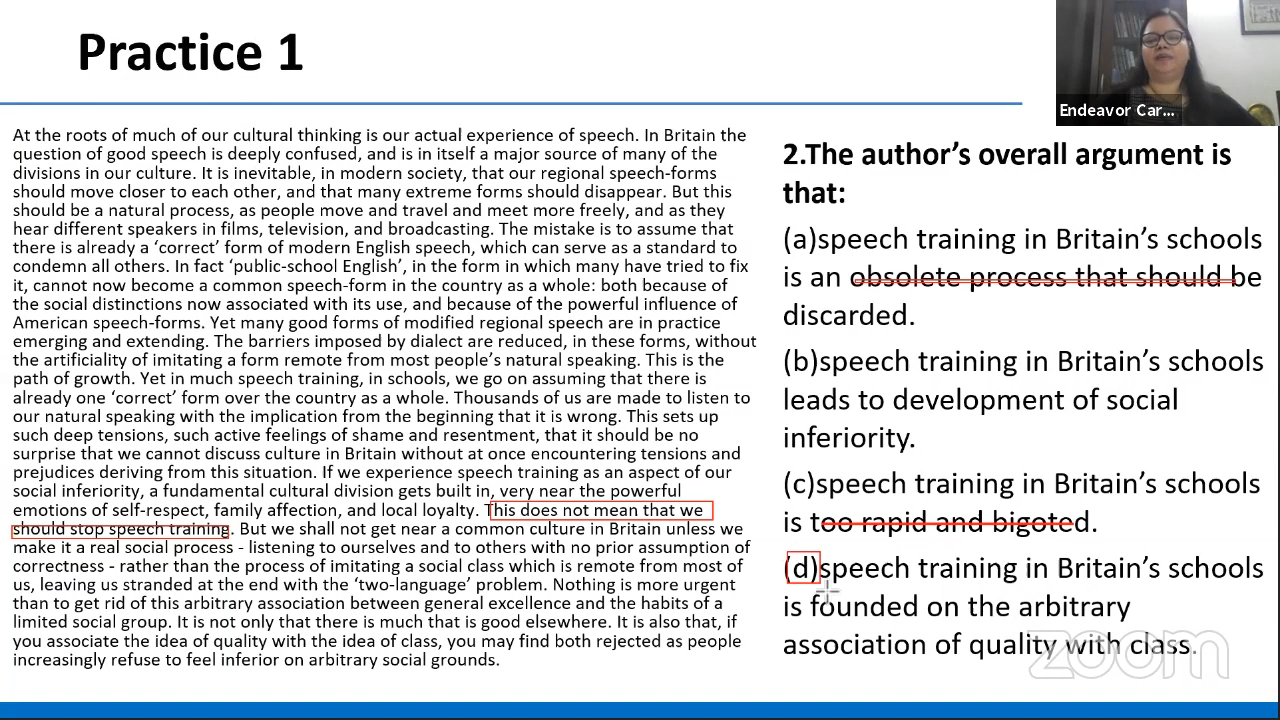 Practice 1
Endeavor Car...
At the roots of much of our cultural thinking is our actual experience of speech. In Britain the
question of good speech is deeply confused, and is in itself a major source of many of the
divisions in our culture. It is inevitable, in modern society, that our regional speech-forms
should move closer to each other, and that many extreme forms should disappear. But this
should be a natural process, as people move and travel and meet more freely, and as they
hear different speakers in films, television, and broadcasting. The mistake is to assume that
there is already a ‘correct’ form of modern English speech, which can serve as a standard to
condemn all others. In fact ‘public-school English’, in the form in which many have tried to fix
it, cannot now become a common speech-form in the country as a whole: both because of
the social distinctions now associated with its use, and because of the powerful influence of
American speech-forms. Yet many good forms of modified regional speech are in practice
emerging and extending. The barriers imposed by dialect are reduced, in these forms, without
the artificiality of imitating a form remote from most people’s natural speaking. This is the
path of growth. Yet in much speech training, in schools, we go on assuming that there is
already one ‘correct’ form over the country as a whole. Thousands of us are made to listen to
our natural speaking with the implication from the beginning that it is wrong. This sets up
such deep tensions, such active feelings of shame and resentment, that it should be no
surprise that we cannot discuss culture in Britain without at once encountering tensions and
prejudices deriving from this situation. If we experience speech training as an aspect of our
social inferiority, a fundamental cultural division gets built in, very near the powerful
emotions of self-respect, family affection, and local loyalty. This does not mean that we
should stop speech training. But we shall not get near a common culture in Britain unless we
make it a real social process - listening to ourselves and to others with no prior assumption of
correctness - rather than the process of imitating a social class which is remote from most of
us, leaving us stranded at the end with the ‘two-language’ problem. Nothing is more urgent
than to get rid of this arbitrary association between general excellence and the habits of a
limited social group. It is not only that there is much that is good elsewhere. It is also that, if
you associate the idea of quality with the idea of class, you may find both rejected as people
increasingly refuse to feel inferior on arbitrary social grounds.
2.The author’s overall argument is
that:
(a)speech training in Britain’s schools
is an obsolete process that should be
discarded.
(b)speech training in Britain’s schools
leads to development of social
inferiority.
(c)speech training in Britain’s schools
is too rapid and bigoted.
(d)speech training in Britain’s schools
is founded on the arbitrary
association of quality with class.
zoom